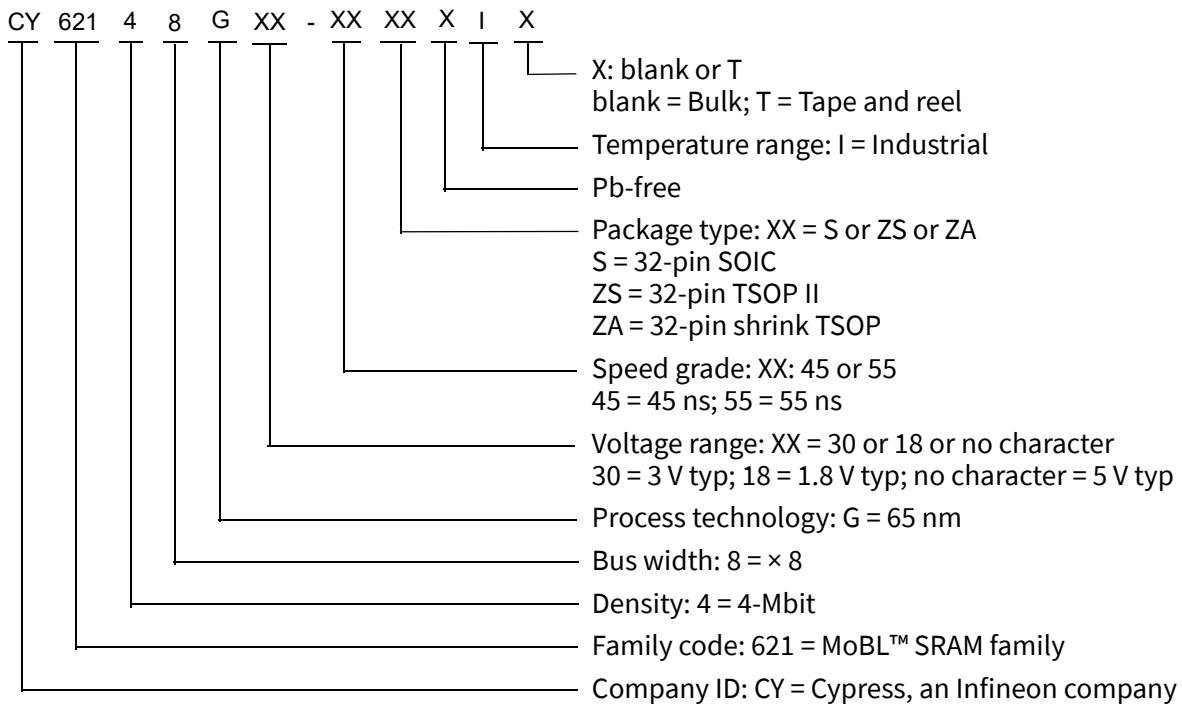 CY 621 4 8 G XX - XX XX X I X
X: blank or T
blank = Bulk; T = Tape and reel
Temperature range: I = Industrial
Pb-free
Package type: XX = S or ZS or ZA
S = 32-pin SOIC
ZS = 32-pin TSOP II
ZA = 32-pin shrink TSOP
Speed grade: XX: 45 or 55
45 = 45 ns; 55 = 55 ns
Voltage range: XX = 30 or 18 or no character
30 = 3 V typ; 18 = 1.8 V typ; no character = 5 V typ
Process technology: G = 65 nm
Bus width: 8 = × 8
Density: 4 = 4-Mbit
Family code: 621 = MoBL™ SRAM family
Company ID: CY = Cypress, an Infineon company